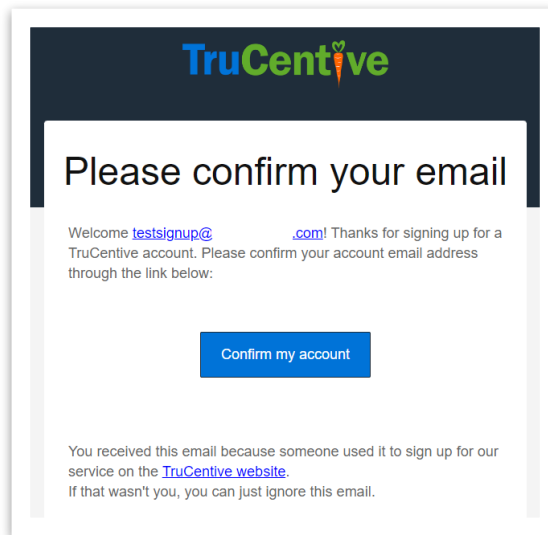 TruCentive
Please confirm your email
Welcome testsignup@ .com! Thanks for signing up for a
TruCentive account. Please confirm your account email address
through the link below:
Confirm my account
You received this email because someone used it to sign up for our
service on the TruCentive website.
If that wasn't you, you can just ignore this email.